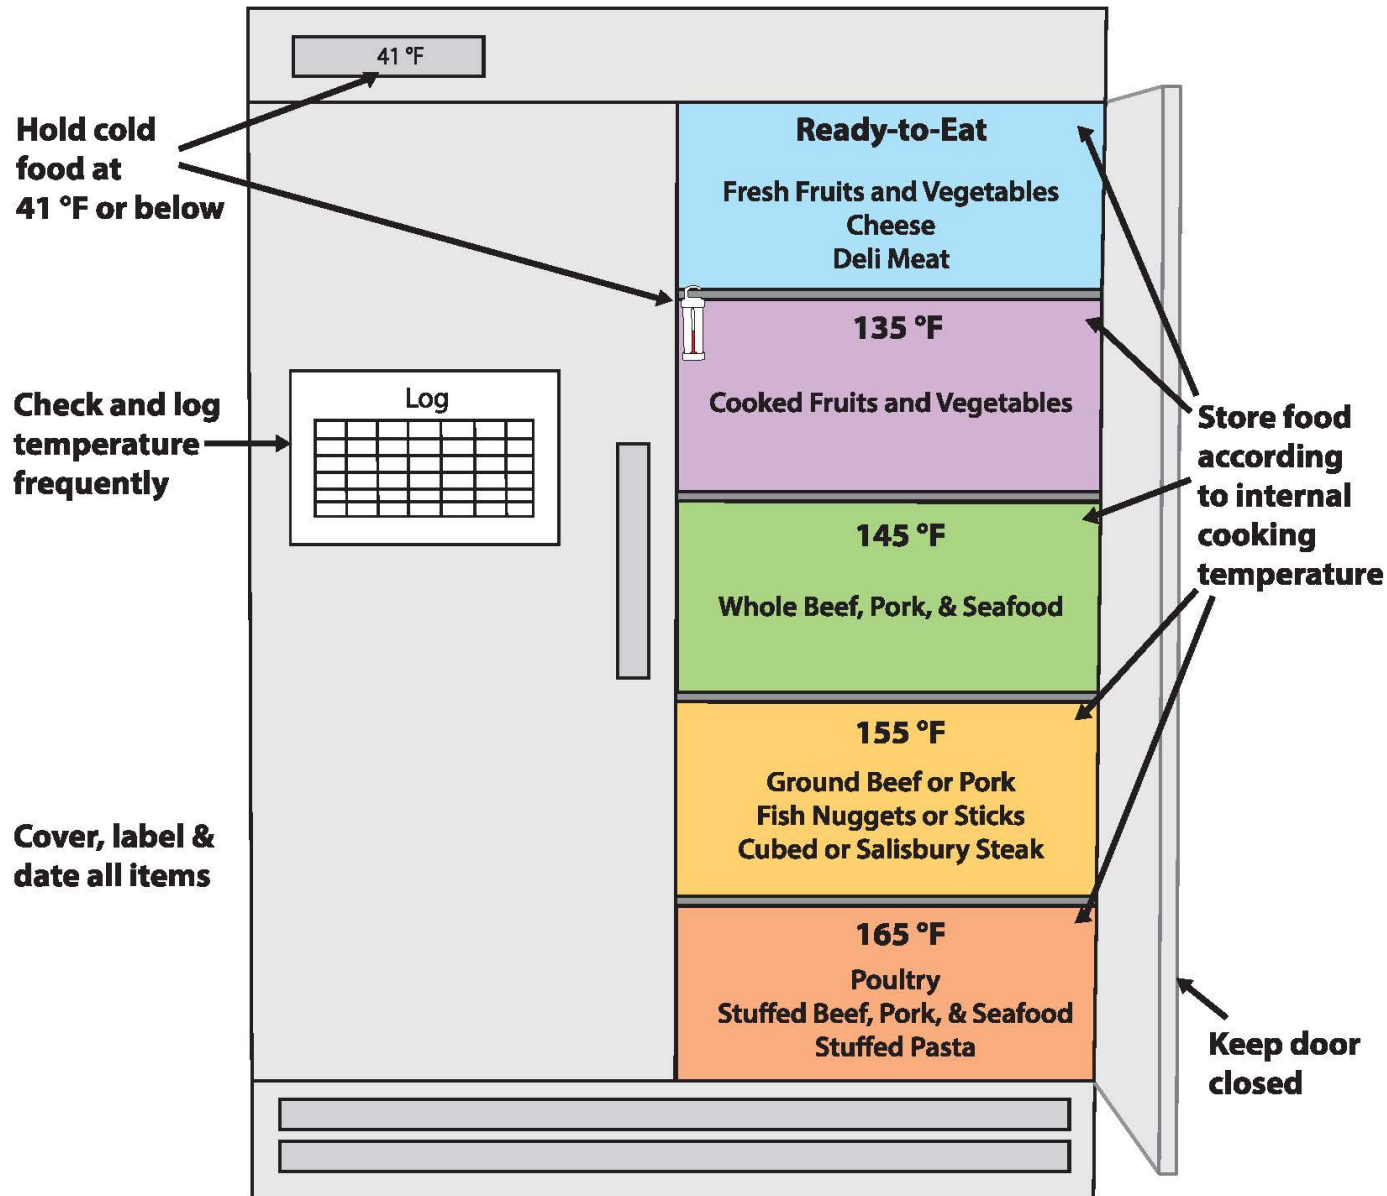 41 °F
Hold cold
food at
41 °F or below
Ready-to-Eat
Fresh Fruits and Vegetables
Cheese
Deli Meat
135 °F
Cooked Fruits and Vegetables
Check and log
temperature
frequently
Log
Store food
according
to internal
cooking
temperature
145 °F
Whole Beef, Pork, & Seafood
155 °F
Ground Beef or Pork
Fish Nuggets or Sticks
Cubed or Salisbury Steak
Cover, label &
date all items
165 °F
Poultry
Stuffed Beef, Pork, & Seafood
Stuffed Pasta
Keep door
closed